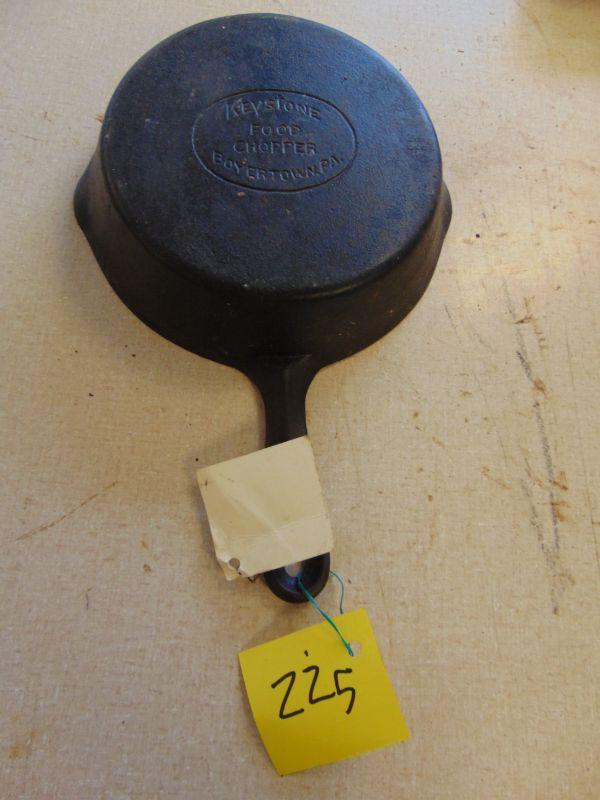 KEYSTONE
FOOD
CHOPPER
BOYERTOWN, PA.
225